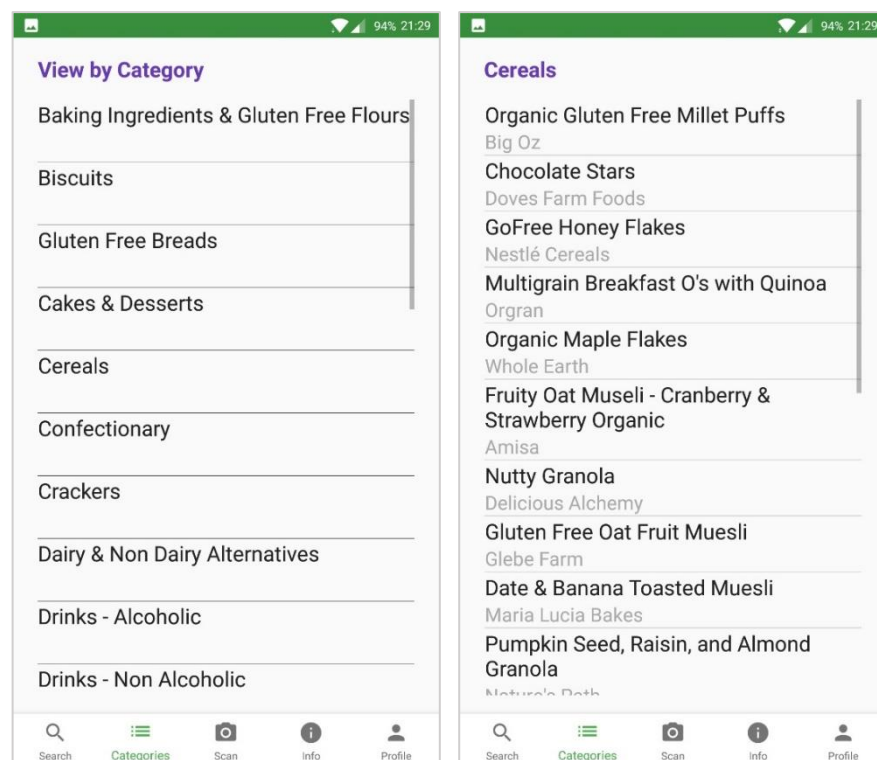 94% 21:29
View by Category
Baking Ingredients & Gluten Free Flours
Biscuits
Gluten Free Breads
Cakes & Desserts
Cereals
Confectionary
Crackers
Dairy & Non Dairy Alternatives
Drinks - Alcoholic
Drinks - Non Alcoholic
Search Categories Scan Info Profile
94% 21:29
Cereals
Organic Gluten Free Millet Puffs
Big Oz
Chocolate Stars
Doves Farm Foods
GoFree Honey Flakes
Nestlé Cereals
Multigrain Breakfast O's with Quinoa
Orgran
Organic Maple Flakes
Whole Earth
Fruity Oat Museli - Cranberry &
Strawberry Organic
Amisa
Nutty Granola
Delicious Alchemy
Gluten Free Oat Fruit Muesli
Glebe Farm
Date & Banana Toasted Muesli
Maria Lucia Bakes
Pumpkin Seed, Raisin, and Almond
Granola
Nature's Path
Search Categories Scan Info Profile